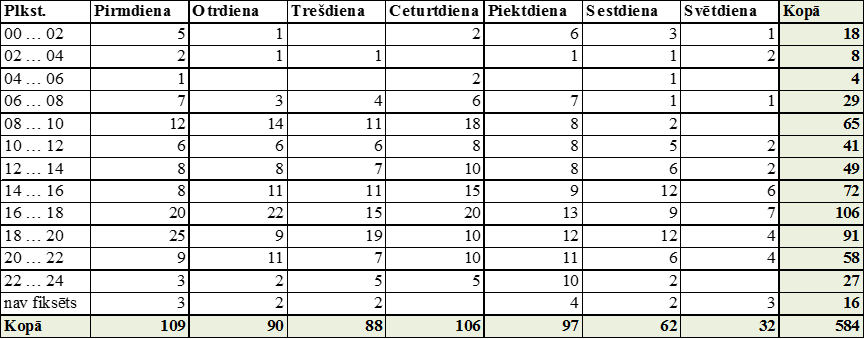 Plkst. Pirmdiena Otrdiena Trešdiena Ceturtdiena Piektdiena Sestdiena Svētdiena Kopā
00 … 02 5 1 2 6 3 1 18
02 … 04 2 1 1 1 1 2 8
04 … 06 1 2 1 4
06 … 08 7 3 4 6 7 1 1 29
08 … 10 12 14 11 18 8 2 65
10 … 12 6 6 6 8 8 5 2 41
12 … 14 8 8 7 10 8 6 2 49
14 … 16 8 11 11 15 9 12 6 72
16 … 18 20 22 15 20 13 9 7 106
18 … 20 25 9 19 10 12 12 4 91
20 … 22 9 11 7 10 11 6 4 58
22 … 24 3 2 5 5 10 2 27
nav fiksēts 3 2 2 4 2 3 16
Kopā 109 90 88 106 97 62 32 584